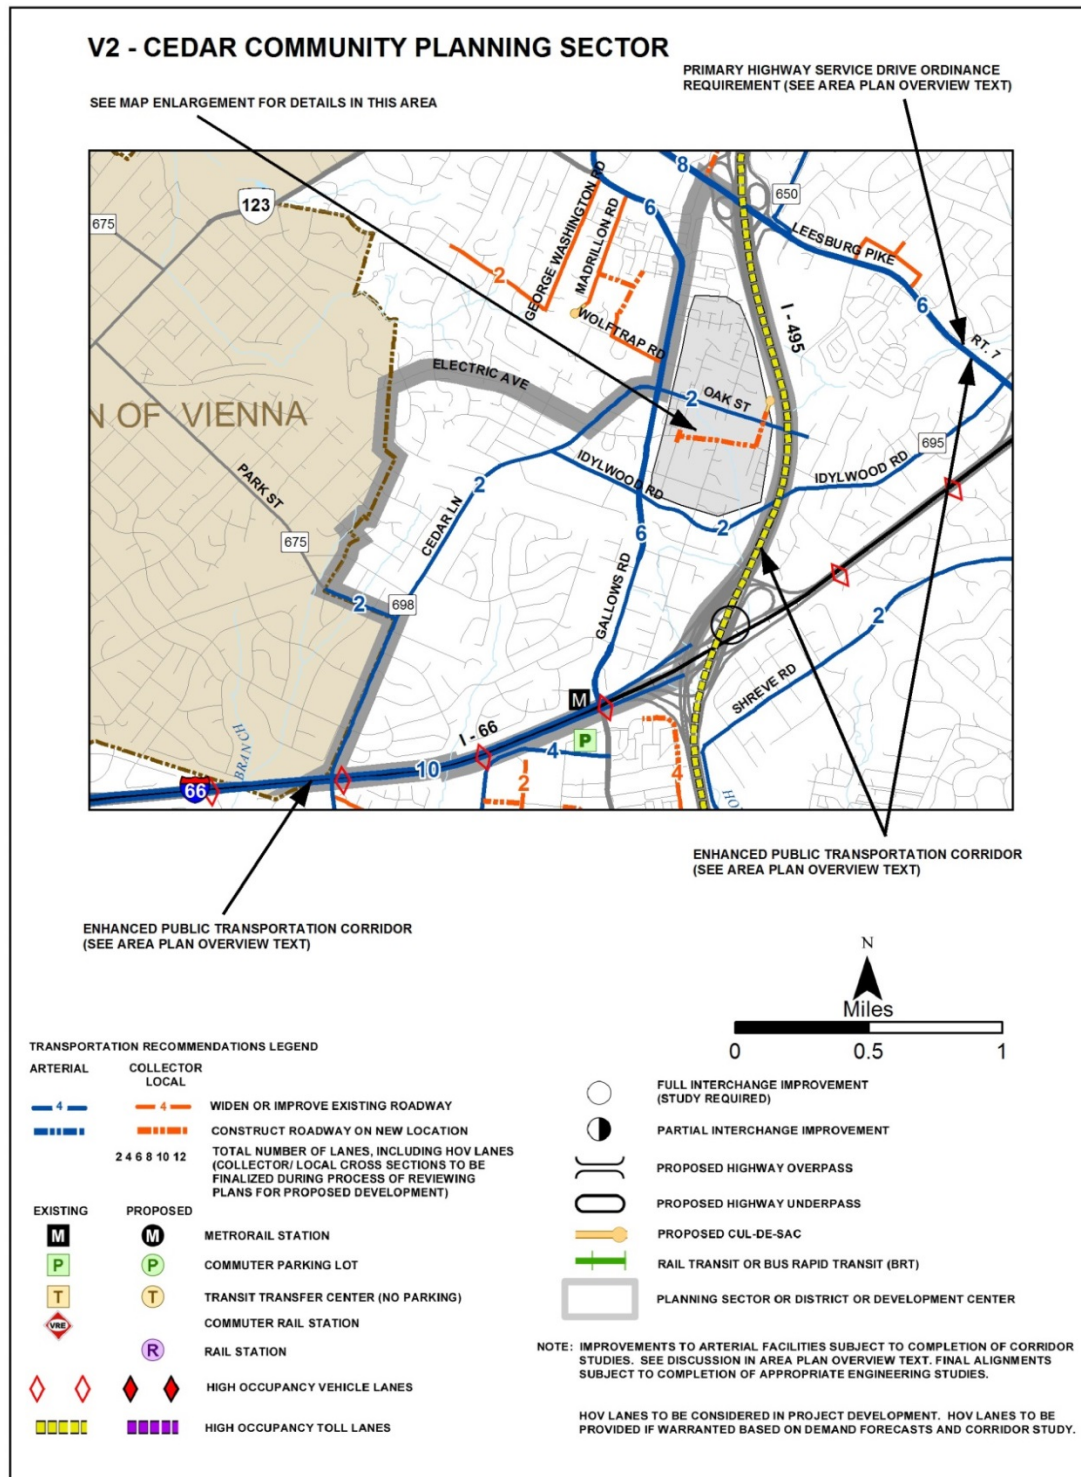 V2 - CEDAR COMMUNITY PLANNING SECTOR
PRIMARY HIGHWAY SERVICE DRIVE ORDINANCE
REQUIREMENT (SEE AREA PLAN OVERVIEW TEXT)
SEE MAP ENLARGEMENT FOR DETAILS IN THIS AREA
8
650
123
675
6
GEORGE WASHINGTON RD
MADRILLON RD
LEESBURG PIKE
2
6
WOLFTRAP RD
I - 495
RT. 7
ELECTRIC AVE
OAK ST
2
N OF VIENNA
695
IDYLWOOD RD
IDYLWOOD RD
PARK ST
2
CEDAR LN
2
6
675
GALLOWS RD
698
2
2
SHREVE RD
M
I - 66
P
4
BRANCH
10
2
4
66
HO
ENHANCED PUBLIC TRANSPORTATION CORRIDOR
(SEE AREA PLAN OVERVIEW TEXT)
ENHANCED PUBLIC TRANSPORTATION CORRIDOR
(SEE AREA PLAN OVERVIEW TEXT)
N
Miles
0 0.5 1
TRANSPORTATION RECOMMENDATIONS LEGEND
ARTERIAL
COLLECTOR
LOCAL
4 4 WIDEN OR IMPROVE EXISTING ROADWAY
CONSTRUCT ROADWAY ON NEW LOCATION
2 4 6 8 10 12 TOTAL NUMBER OF LANES, INCLUDING HOV LANES
(COLLECTOR/ LOCAL CROSS SECTIONS TO BE
FINALIZED DURING PROCESS OF REVIEWING
PLANS FOR PROPOSED DEVELOPMENT)
EXISTING PROPOSED
M M METRORAIL STATION
P P COMMUTER PARKING LOT
T T TRANSIT TRANSFER CENTER (NO PARKING)
VRE COMMUTER RAIL STATION
R RAIL STATION
HIGH OCCUPANCY VEHICLE LANES
HIGH OCCUPANCY TOLL LANES
FULL INTERCHANGE IMPROVEMENT
(STUDY REQUIRED)
PARTIAL INTERCHANGE IMPROVEMENT
PROPOSED HIGHWAY OVERPASS
PROPOSED HIGHWAY UNDERPASS
PROPOSED CUL-DE-SAC
RAIL TRANSIT OR BUS RAPID TRANSIT (BRT)
PLANNING SECTOR OR DISTRICT OR DEVELOPMENT CENTER
NOTE: IMPROVEMENTS TO ARTERIAL FACILITIES SUBJECT TO COMPLETION OF CORRIDOR
STUDIES. SEE DISCUSSION IN AREA PLAN OVERVIEW TEXT. FINAL ALIGNMENTS
SUBJECT TO COMPLETION OF APPROPRIATE ENGINEERING STUDIES.
HOV LANES TO BE CONSIDERED IN PROJECT DEVELOPMENT. HOV LANES TO BE
PROVIDED IF WARRANTED BASED ON DEMAND FORECASTS AND CORRIDOR STUDY.